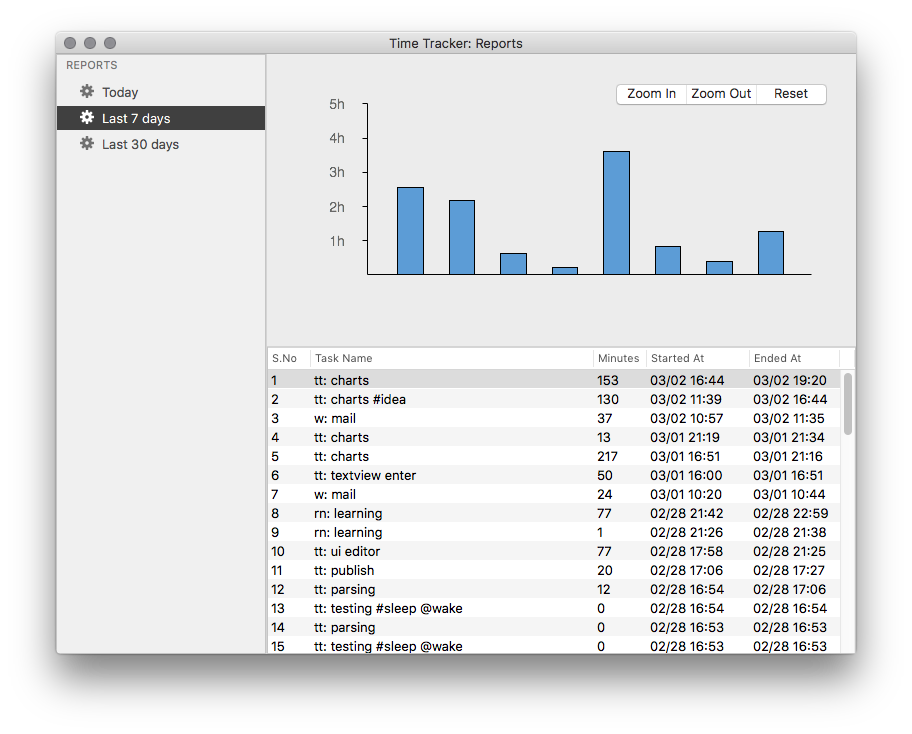 Time Tracker: Reports
REPORTS
Today
Last 7 days
Last 30 days
Zoom In Zoom Out Reset
5h
4h
3h
2h
1h
S.No Task Name Minutes Started At Ended At
1 tt: charts 153 03/02 16:44 03/02 19:20
2 tt: charts #idea 130 03/02 11:39 03/02 16:44
3 w: mail 37 03/02 10:57 03/02 11:35
4 tt: charts 13 03/01 21:19 03/01 21:34
5 tt: charts 217 03/01 16:51 03/01 21:16
6 tt: textview enter 50 03/01 16:00 03/01 16:51
7 w: mail 24 03/01 10:20 03/01 10:44
8 rn: learning 77 02/28 21:42 02/28 22:59
9 rn: learning 1 02/28 21:26 02/28 21:38
10 tt: ui editor 77 02/28 17:58 02/28 21:25
11 tt: publish 20 02/28 17:06 02/28 17:27
12 tt: parsing 12 02/28 16:54 02/28 17:06
13 tt: testing #sleep @wake 0 02/28 16:54 02/28 16:54
14 tt: parsing 0 02/28 16:53 02/28 16:53
15 tt: testing #sleep @wake 0 02/28 16:53 02/28 16:53